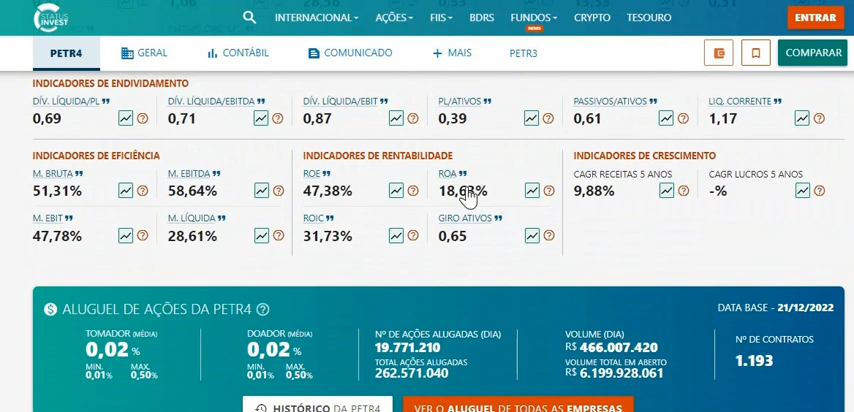 STATUS
INVEST
INTERNACIONAL AÇÕES FIIS BDRS FUNDOS CRYPTO TESOURO ENTRAR
NEWS
PETR4 GERAL CONTÁBIL COMUNICADO + MAIS PETR3 COMPARAR
INDICADORES DE ENDIVIDAMENTO
DÍV. LÍQUIDA/PL DÍV. LÍQUIDA/EBITDA DÍV. LÍQUIDA/EBIT PL/ATIVOS PASSIVOS/ATIVOS LIQ. CORRENTE
0,69 0,71 0,87 0,39 0,61 1,17
INDICADORES DE EFICIÊNCIA INDICADORES DE RENTABILIDADE INDICADORES DE CRESCIMENTO
M. BRUTA M. EBITDA ROE ROA CAGR RECEITAS 5 ANOS CAGR LUCROS 5 ANOS
51,31% 58,64% 47,38% 9,88% -%
M. EBIT M. LÍQUIDA ROIC GIRO ATIVOS
47,78% 28,61% 31,73% 0,65
ALUGUEL DE AÇÕES DA PETR4 DATA BASE - 21/12/2022
TOMADOR (MÉDIA) DOADOR (MÉDIA) Nº DE AÇÕES ALUGADAS (DIA) VOLUME (DIA) Nº DE CONTRATOS
0,02 % 0,02 % 19.771.210 R$ 466.007.420 1.193
MIN. MAX. MIN. MAX. TOTAL AÇÕES ALUGADAS VOLUME TOTAL EM ABERTO
0,01% 0,50% 0,01% 0,50% 262.571.040 R$ 6.199.928.061
HISTÓRICO DA PETR4 VER O ALUGUEL DE TODAS AS EMPRESAS